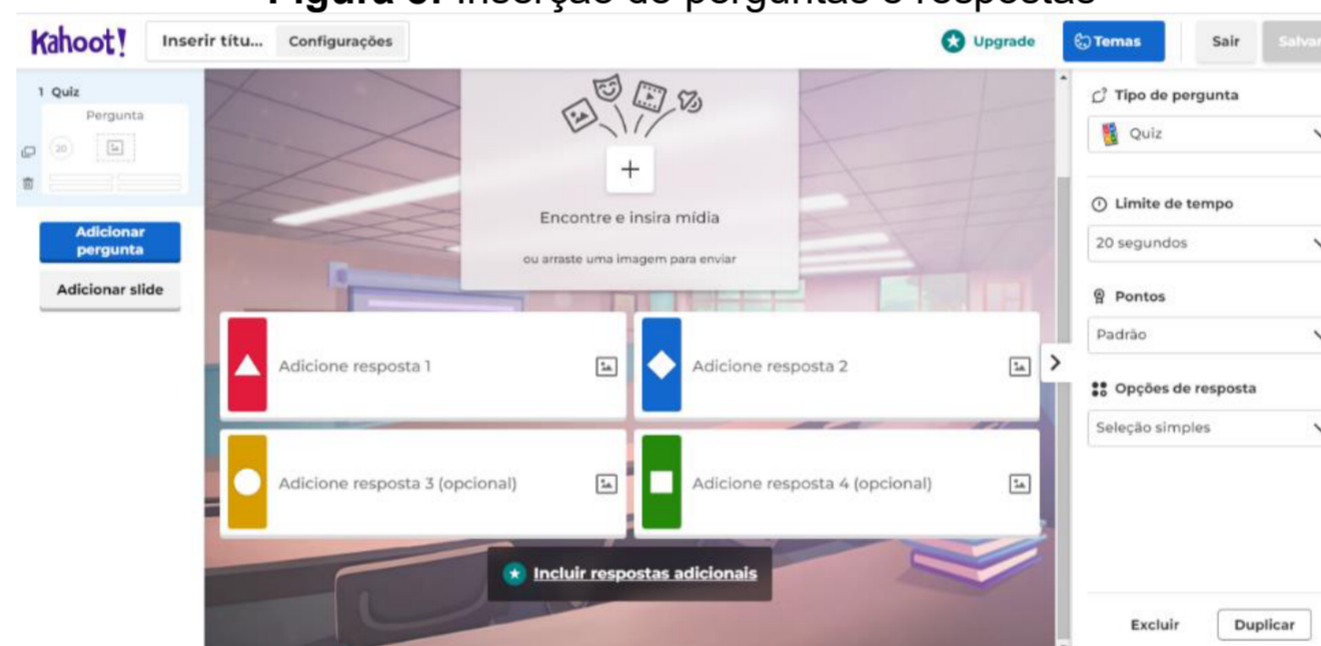 Figura 3: Inserção de perguntas e respostas
Kahoot!
Inserir títu...
Configurações
Upgrade
Temas
Sair
Salvar
1 Quiz
Pergunta
20
Adicionar
pergunta
Adicionar slide
Encontre e insira mídia
ou arraste uma imagem para enviar
Adicione resposta 1
Adicione resposta 2
Adicione resposta 3 (opcional)
Adicione resposta 4 (opcional)
Incluir respostas adicionais
Tipo de pergunta
Quiz
Limite de tempo
20 segundos
Pontos
Padrão
Opções de resposta
Seleção simples
Excluir
Duplicar